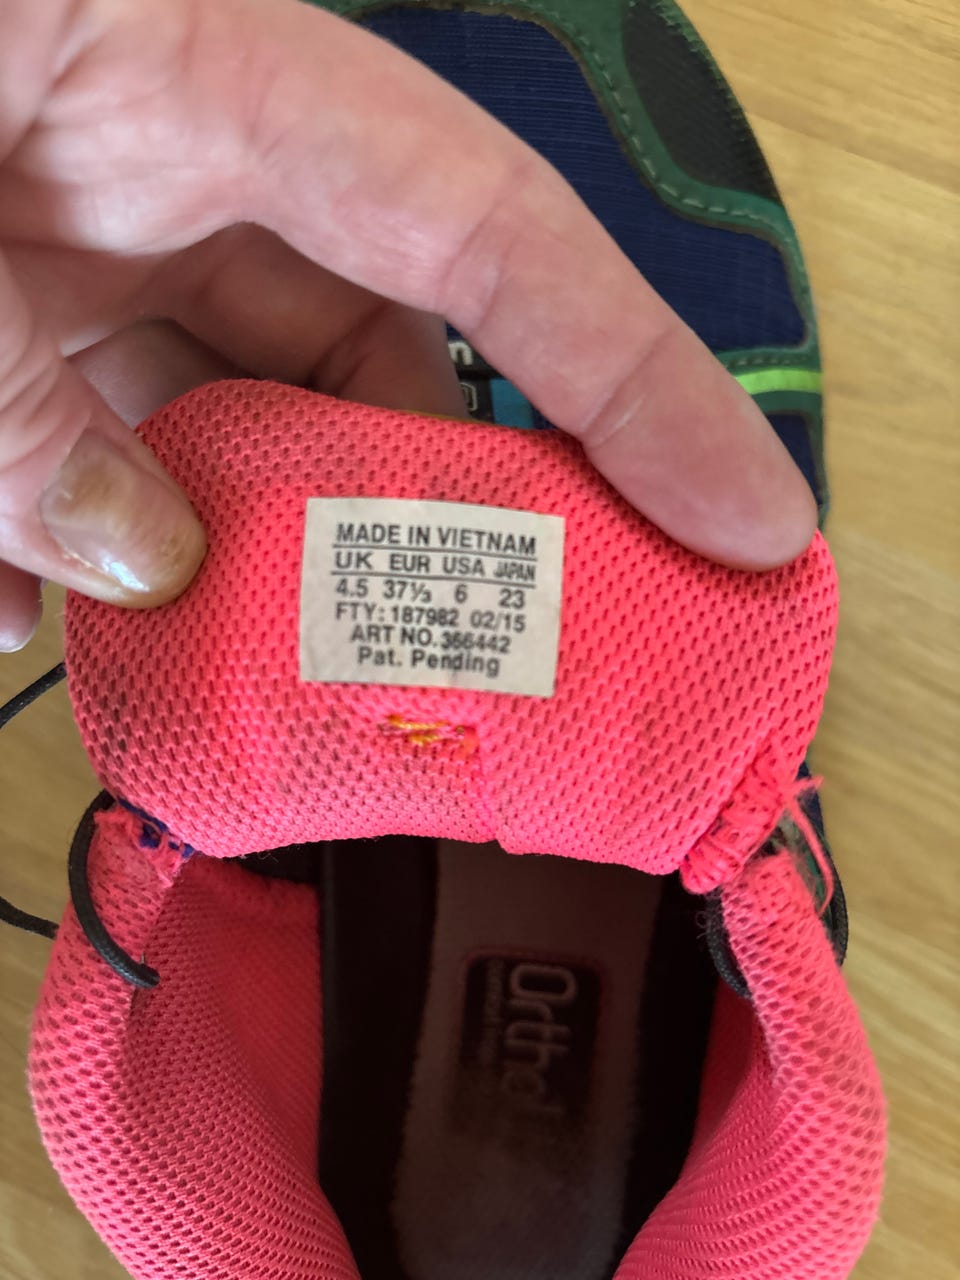 MADE IN VIETNAM
UK EUR USA JAPAN
4.5 37⅓ 6 23
FTY: 187982 02/15
ART NO. 366442
Pat. Pending
Orthol